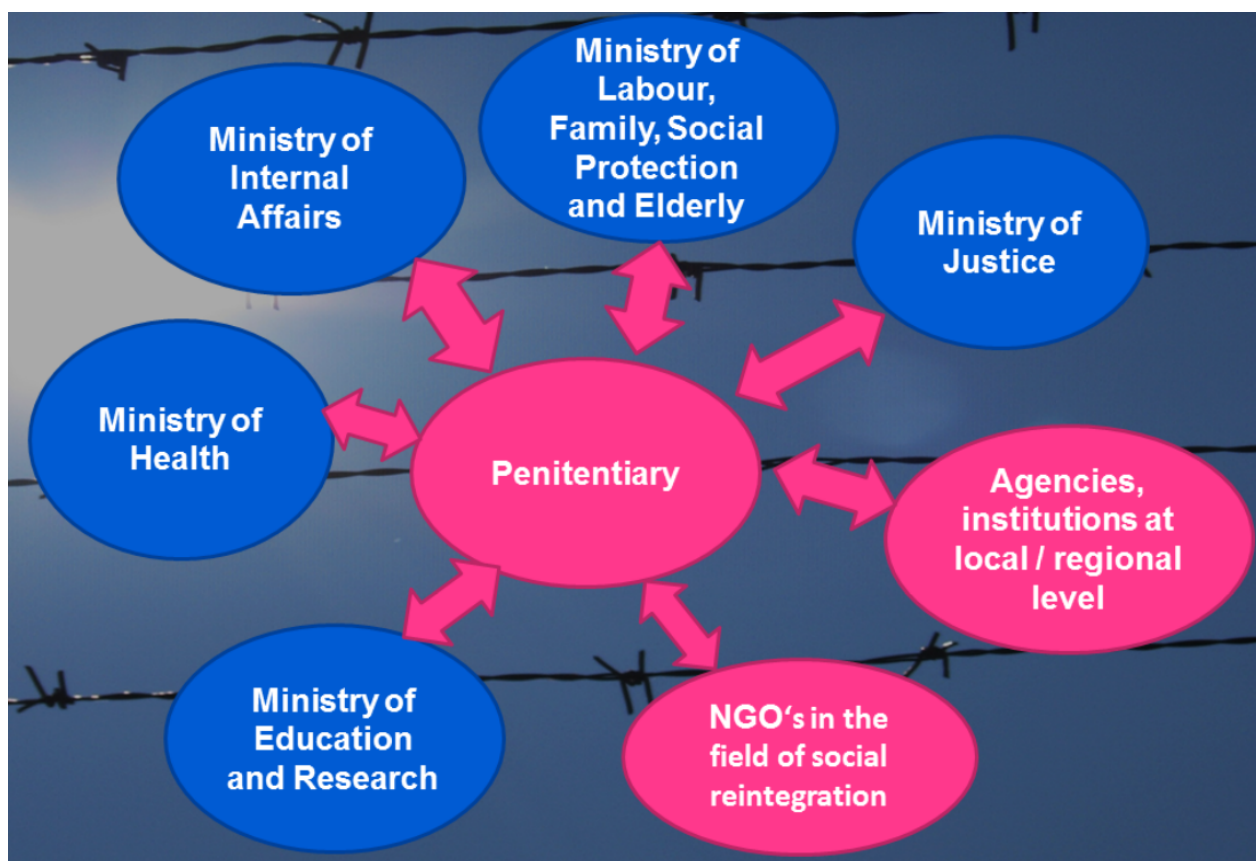 Ministry of
Labour,
Family, Social
Protection
and Elderly
Ministry of
Internal
Affairs
Ministry of
Justice
Ministry of
Health
Penitentiary
Agencies,
institutions at
local / regional
level
Ministry of
Education
and Research
NGO‘s in the
field of social
reintegration